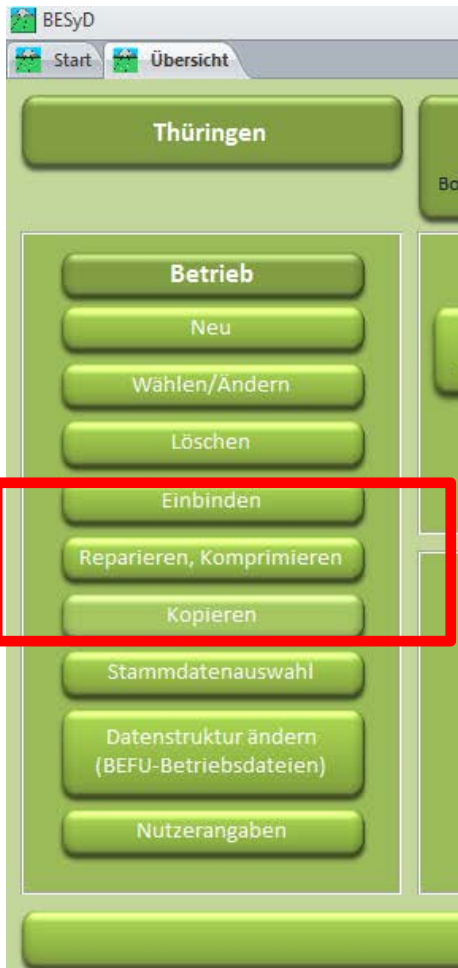 BESyD
Start Übersicht
Thüringen
Bo
Betrieb
Neu
Wählen/Ändern
Löschen
Einbinden
Reparieren, Komprimieren
Kopieren
Stammdatenauswahl
Datenstruktur ändern
(BEFU-Betriebsdateien)
Nutzerangaben